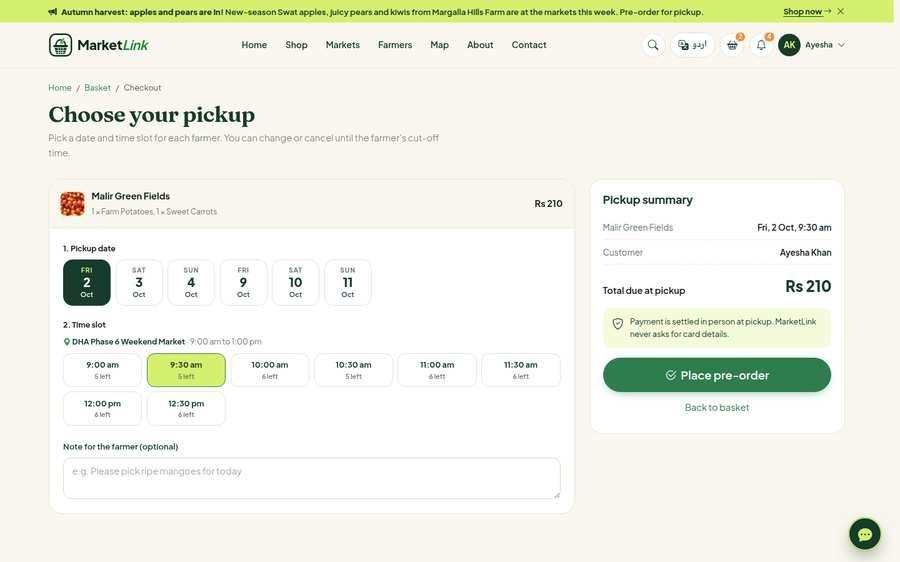 Autumn harvest: apples and pears are in! New-season Swat apples, juicy pears and kiwis from Margalla Hills Farm are at the markets this week. Pre-order for pickup. Shop now
MarketLink Home Shop Markets Farmers Map About Contact اردو 2 4 AK Ayesha
Home / Basket / Checkout
Choose your pickup
Pick a date and time slot for each farmer. You can change or cancel until the farmer's cut-off
time.
Malir Green Fields
1 × Farm Potatoes, 1 × Sweet Carrots
Rs 210
1. Pickup date
FRI SAT SUN FRI SAT SUN
2 3 4 9 10 11
Oct Oct Oct Oct Oct Oct
2. Time slot
DHA Phase 6 Weekend Market · 9:00 am to 1:00 pm
9:00 am 9:30 am 10:00 am 10:30 am 11:00 am 11:30 am
5 left 5 left 6 left 5 left 6 left 6 left
12:00 pm 12:30 pm
6 left 6 left
Note for the farmer (optional)
e.g. Please pick ripe mangoes for today
Pickup summary
Malir Green Fields Fri, 2 Oct, 9:30 am
Customer Ayesha Khan
Total due at pickup Rs 210
Payment is settled in person at pickup. MarketLink
never asks for card details.
Place pre-order
Back to basket